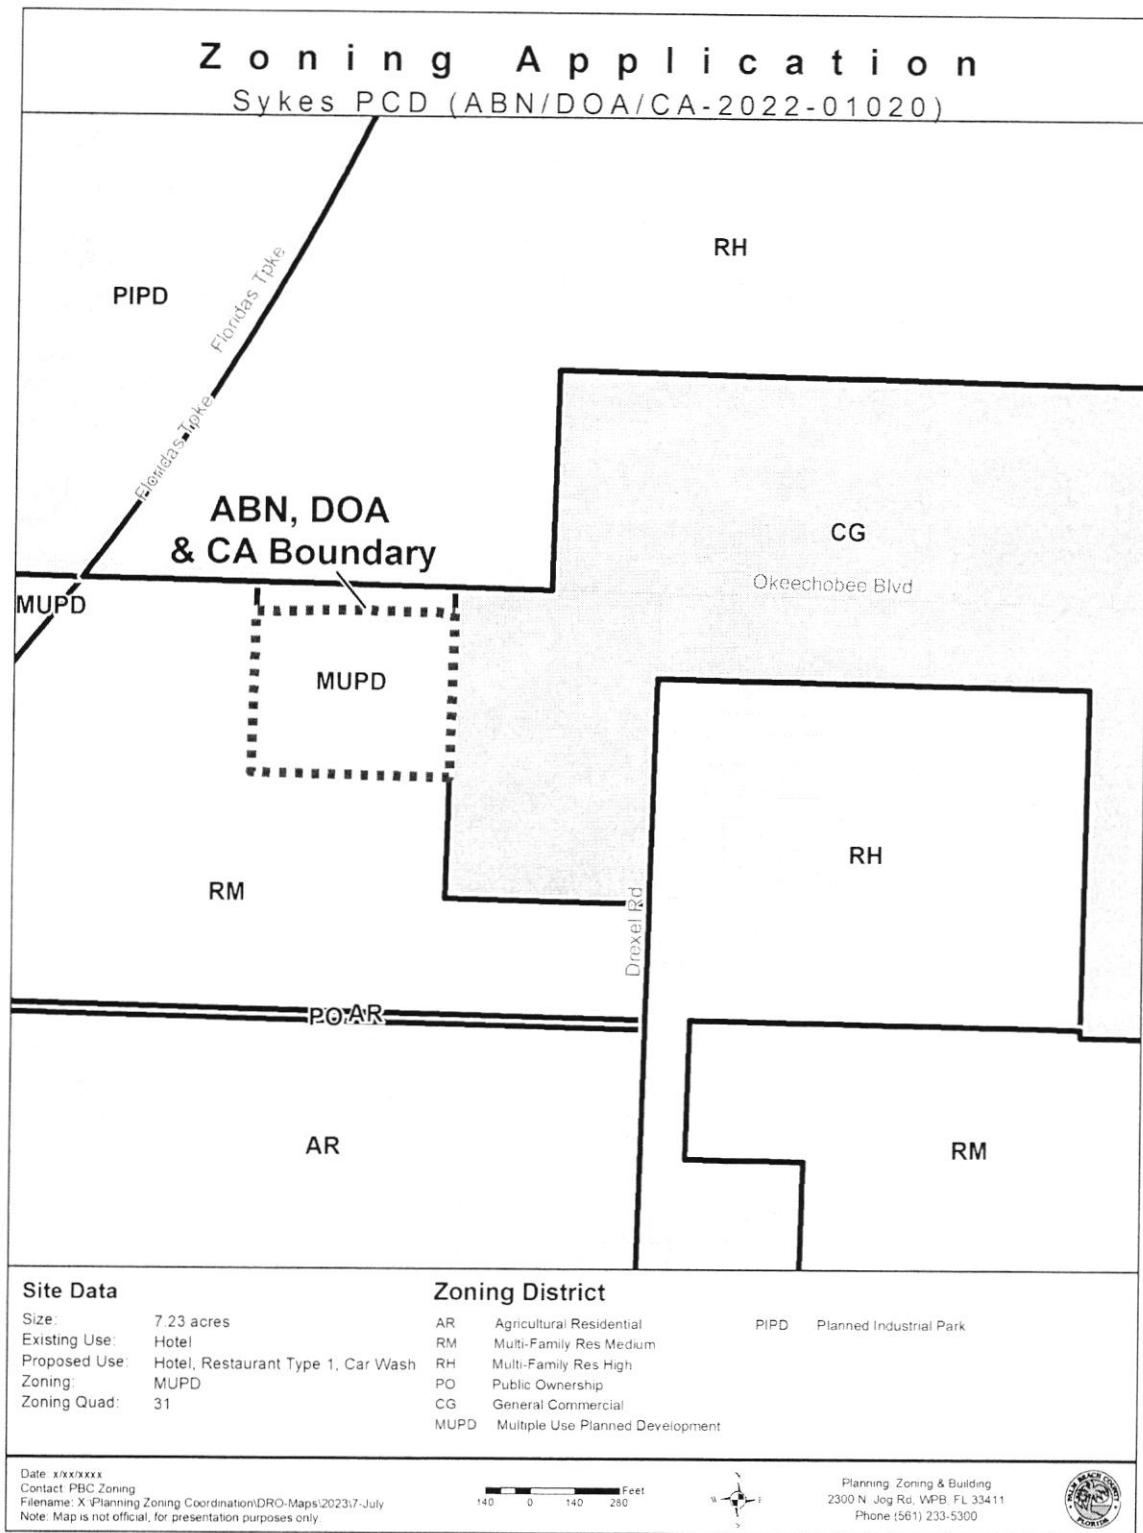 Zoning Application
Sykes PCD (ABN/DOA/CA-2022-01020)
RH
PIPD
Floridas Tpke
Floridas Tpke
ABN, DOA
& CA Boundary
CG
Okeechobee Blvd
MUPD
MUPD
RH
RM
Drexel Rd
PO AR
AR
RM
Site Data
Size: 7.23 acres
Existing Use: Hotel
Proposed Use: Hotel, Restaurant Type 1, Car Wash
Zoning: MUPD
Zoning Quad: 31
Zoning District
AR Agricultural Residential
RM Multi-Family Res Medium
RH Multi-Family Res High
PO Public Ownership
CG General Commercial
MUPD Multiple Use Planned Development
PIPD Planned Industrial Park
Date: x/xx/xxxx
Contact: PBC Zoning
Filename: X:\Planning Zoning Coordination\DRO-Maps\2023\7-July
Note: Map is not official, for presentation purposes only.
Feet
140 0 140 280
Planning, Zoning & Building
2300 N. Jog Rd, WPB, FL 33411
Phone (561) 233-5300
PALM BEACH COUNTY
FLORIDA